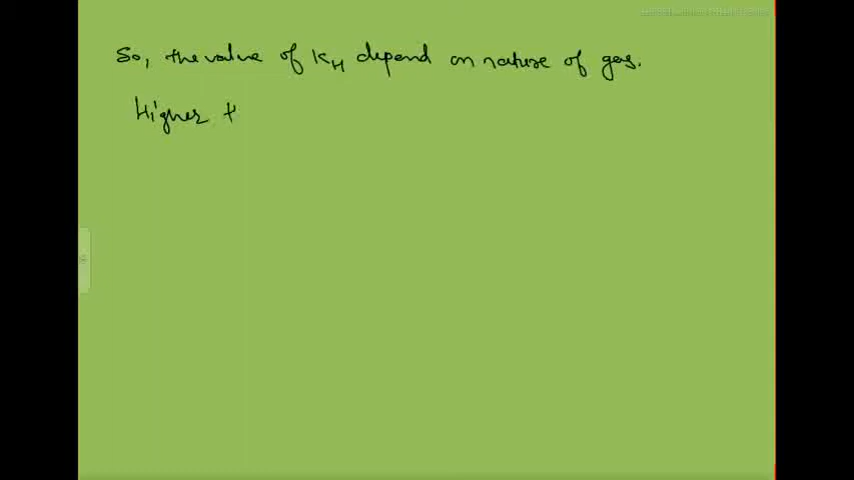 So, the value of KH depend on nature of gas.
Higher t